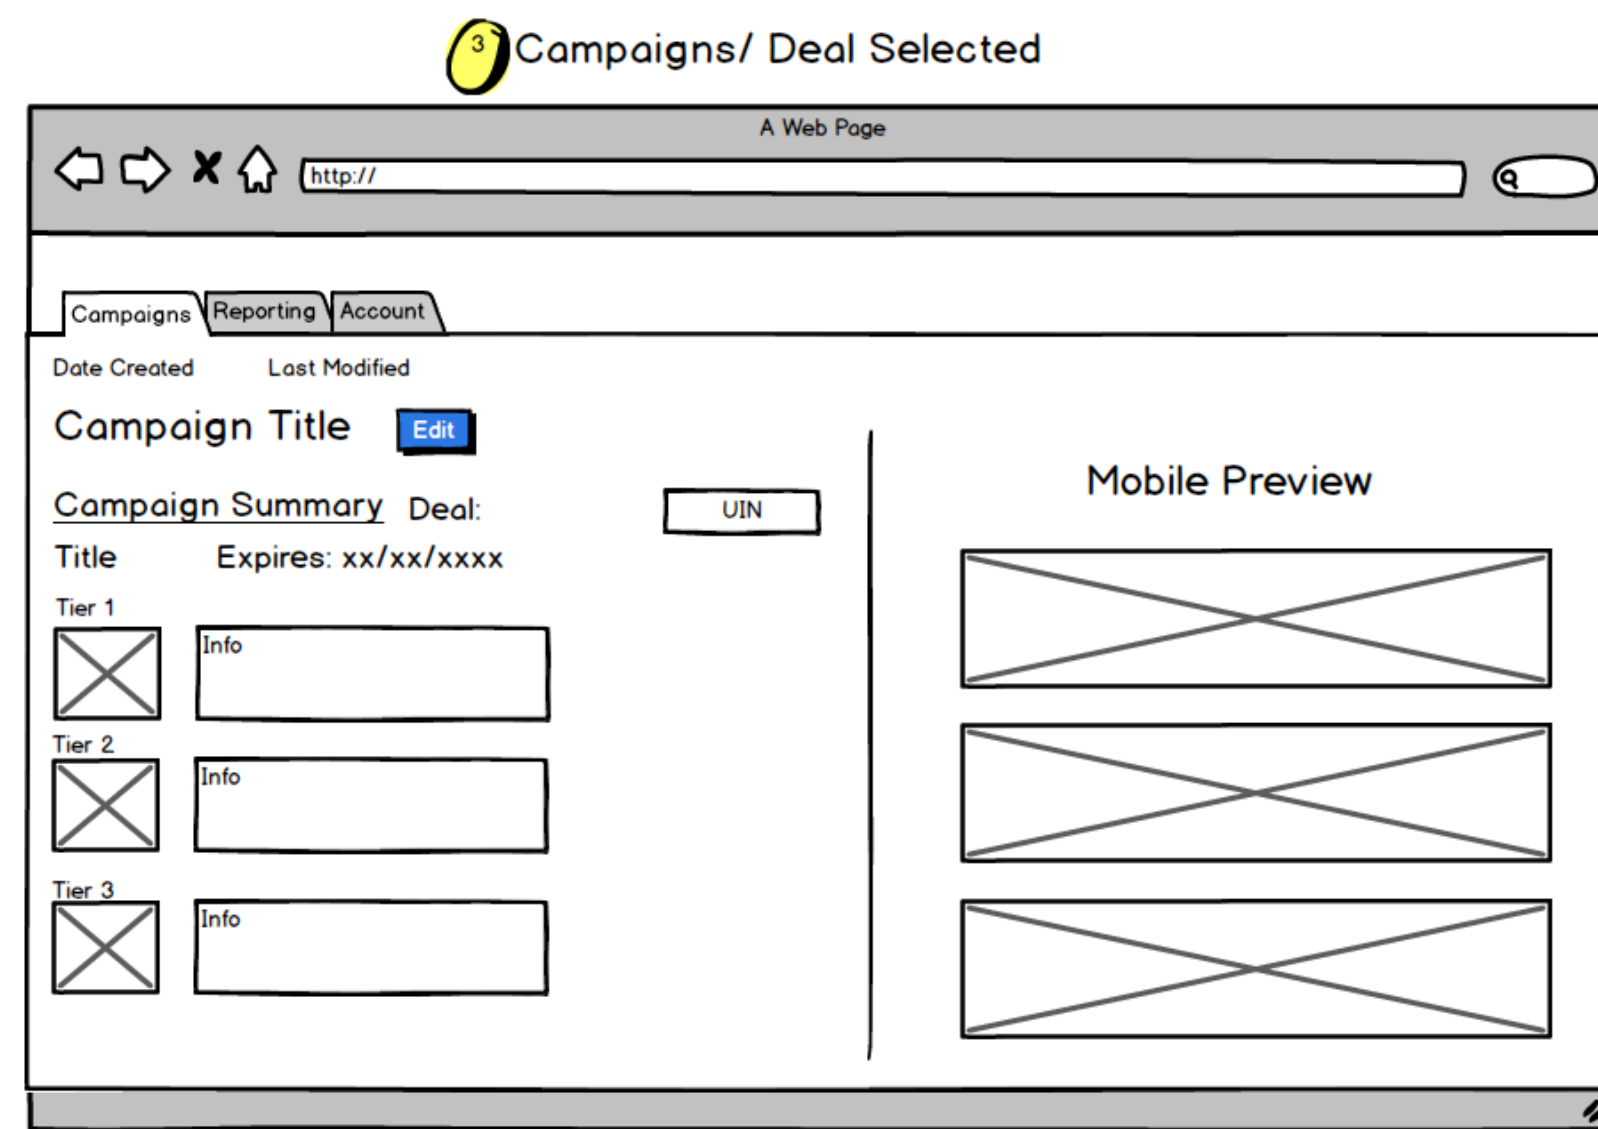 3 Campaigns/ Deal Selected
A Web Page
http://
Campaigns Reporting Account
Date Created Last Modified
Campaign Title Edit
Campaign Summary Deal: UIN
Title Expires: xx/xx/xxxx
Tier 1
Info
Tier 2
Info
Tier 3
Info
Mobile Preview